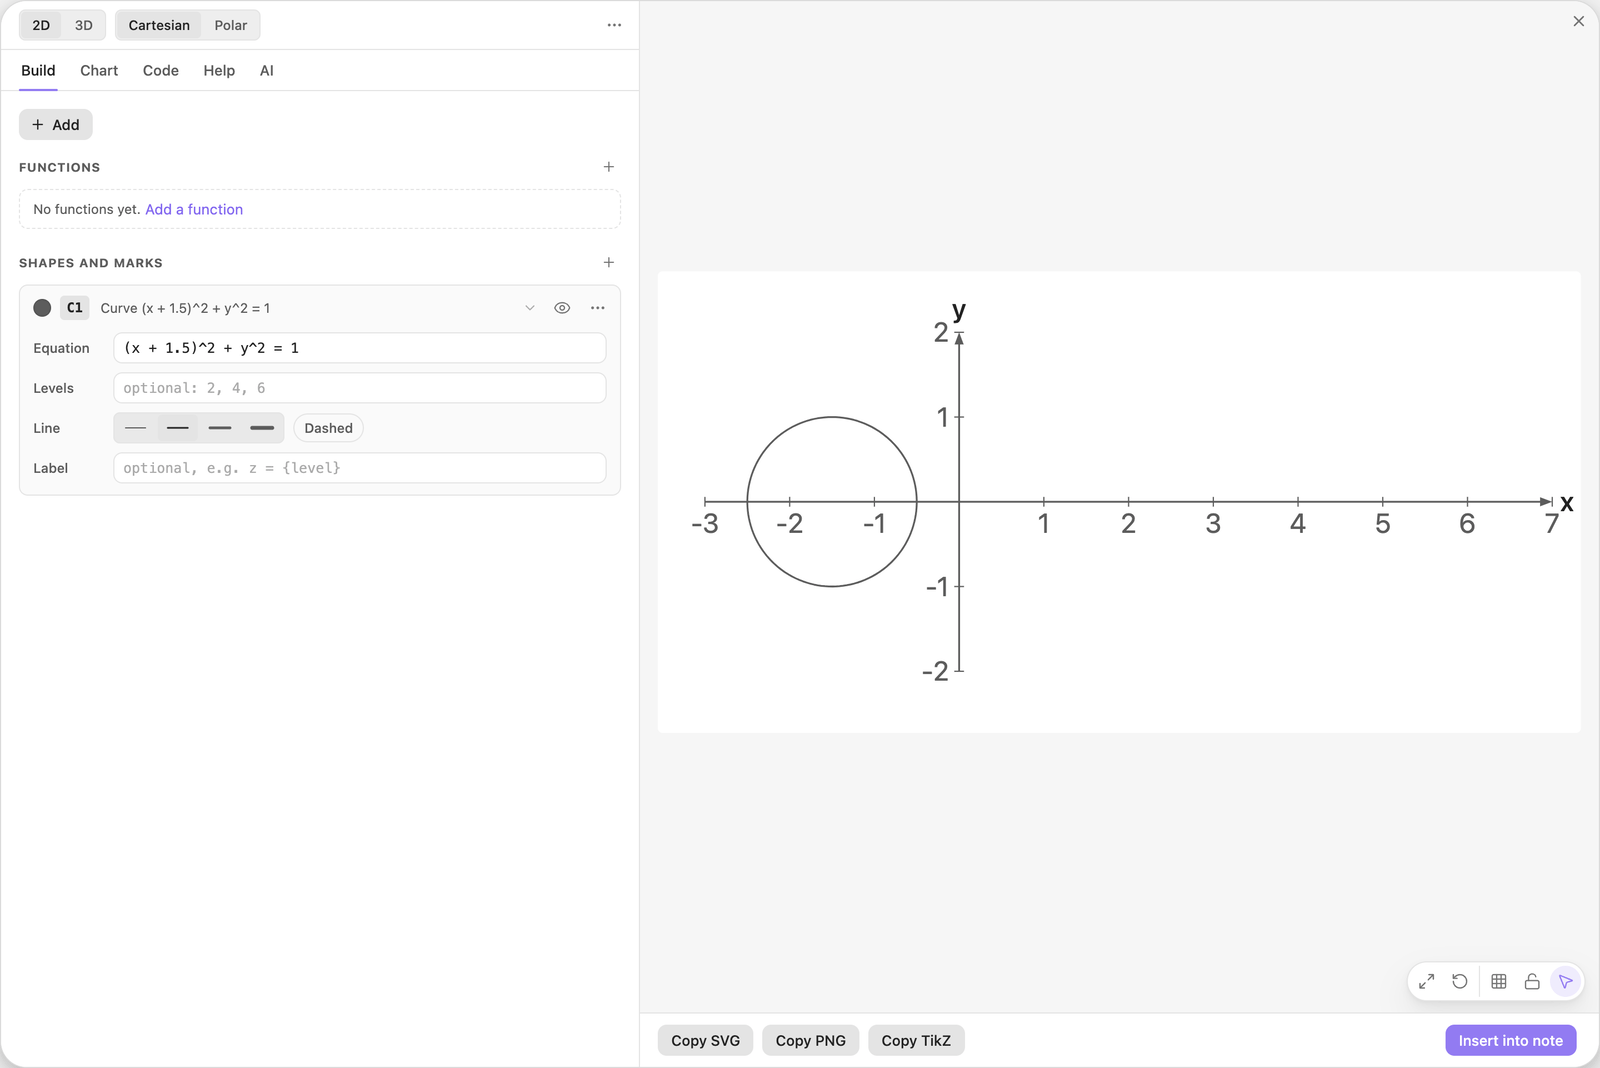 2D 3D Cartesian Polar
Build Chart Code Help AI
+ Add
FUNCTIONS
No functions yet. Add a function
SHAPES AND MARKS
C1 Curve (x + 1.5)^2 + y^2 = 1
Equation (x + 1.5)^2 + y^2 = 1
Levels optional: 2, 4, 6
Line Dashed
Label optional, e.g. z = {level}
y
2
1
x
-3 -2 -1 1 2 3 4 5 6 7
-1
-2
Copy SVG Copy PNG Copy TikZ Insert into note